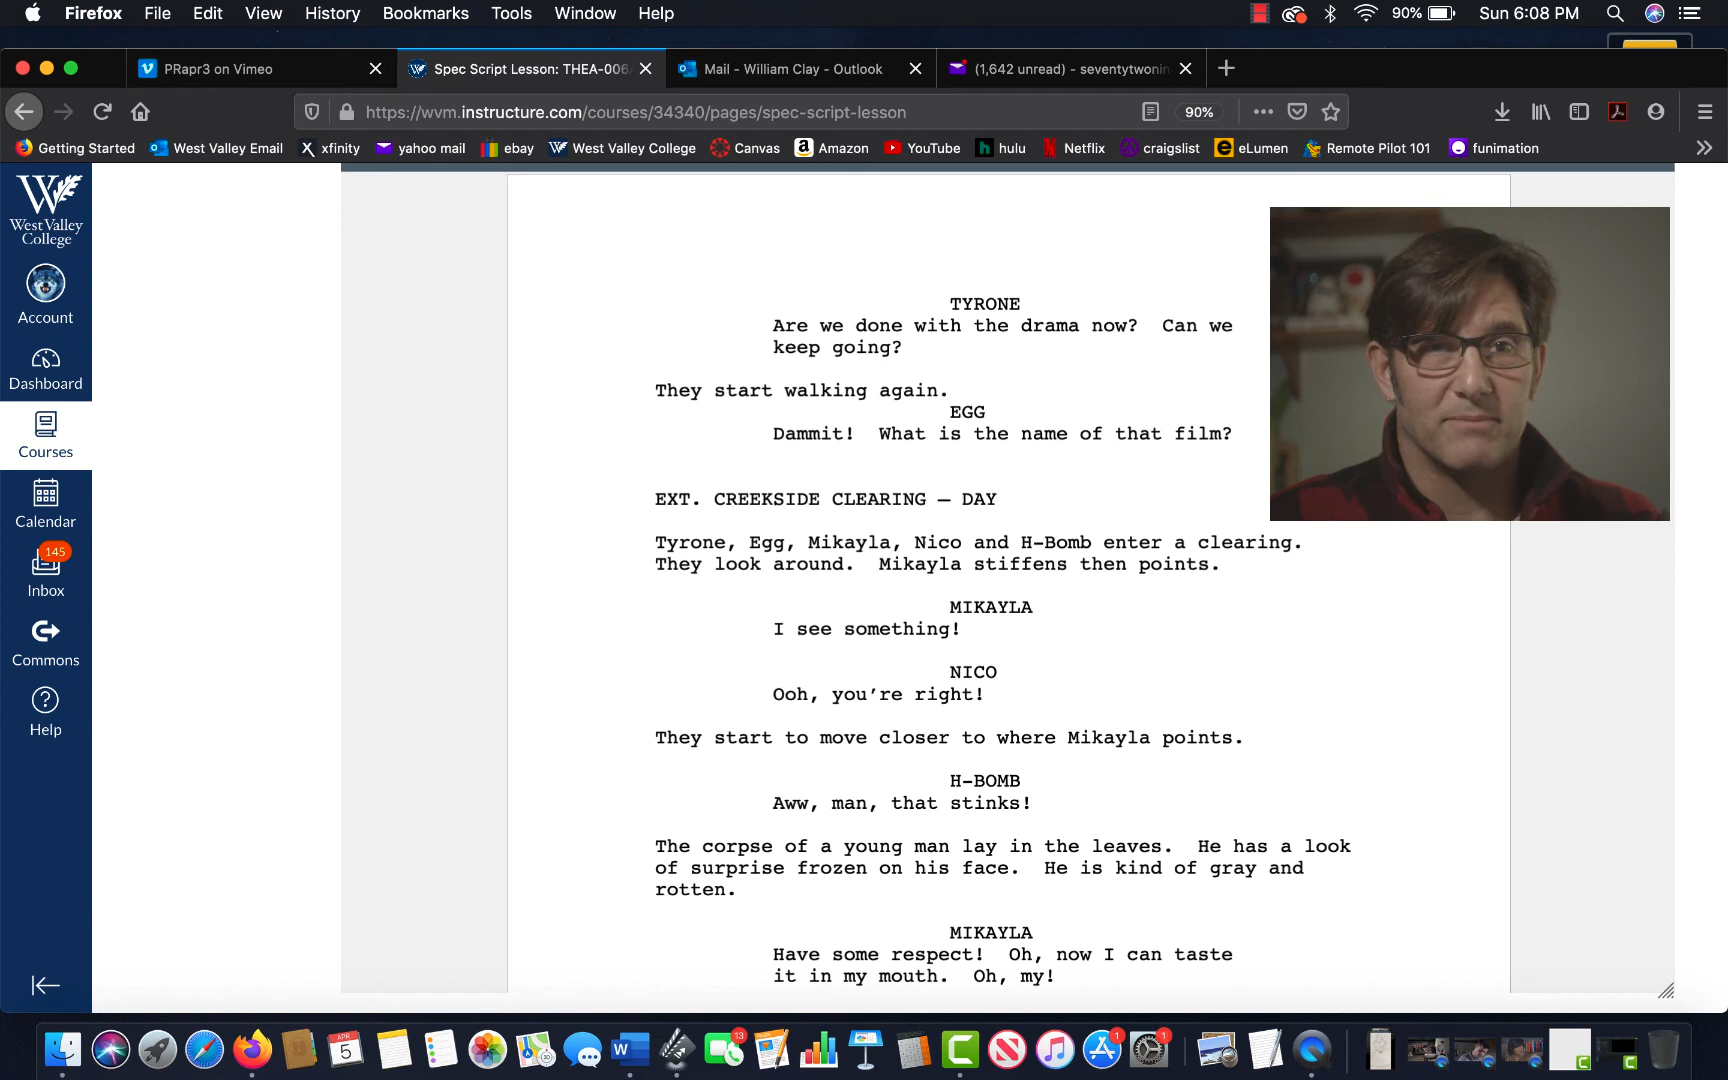 Firefox File Edit View History Bookmarks Tools Window Help 90% Sun 6:08 PM
PRapr3 on Vimeo
Spec Script Lesson: THEA-006
Mail - William Clay - Outlook
(1,642 unread) - seventytwonin
https://wvm.instructure.com/courses/34340/pages/spec-script-lesson 90%
Getting Started West Valley Email xfinity yahoo mail ebay West Valley College Canvas Amazon YouTube hulu Netflix craigslist eLumen Remote Pilot 101 funimation
West Valley
College
Account
Dashboard
Courses
Calendar
145
Inbox
Commons
Help
TYRONE
Are we done with the drama now? Can we
keep going?
They start walking again.
EGG
Dammit! What is the name of that film?
EXT. CREEKSIDE CLEARING – DAY
Tyrone, Egg, Mikayla, Nico and H-Bomb enter a clearing.
They look around. Mikayla stiffens then points.
MIKAYLA
I see something!
NICO
Ooh, you’re right!
They start to move closer to where Mikayla points.
H-BOMB
Aww, man, that stinks!
The corpse of a young man lay in the leaves. He has a look
of surprise frozen on his face. He is kind of gray and
rotten.
MIKAYLA
Have some respect! Oh, now I can taste
it in my mouth. Oh, my!
APR
5
13
1
1